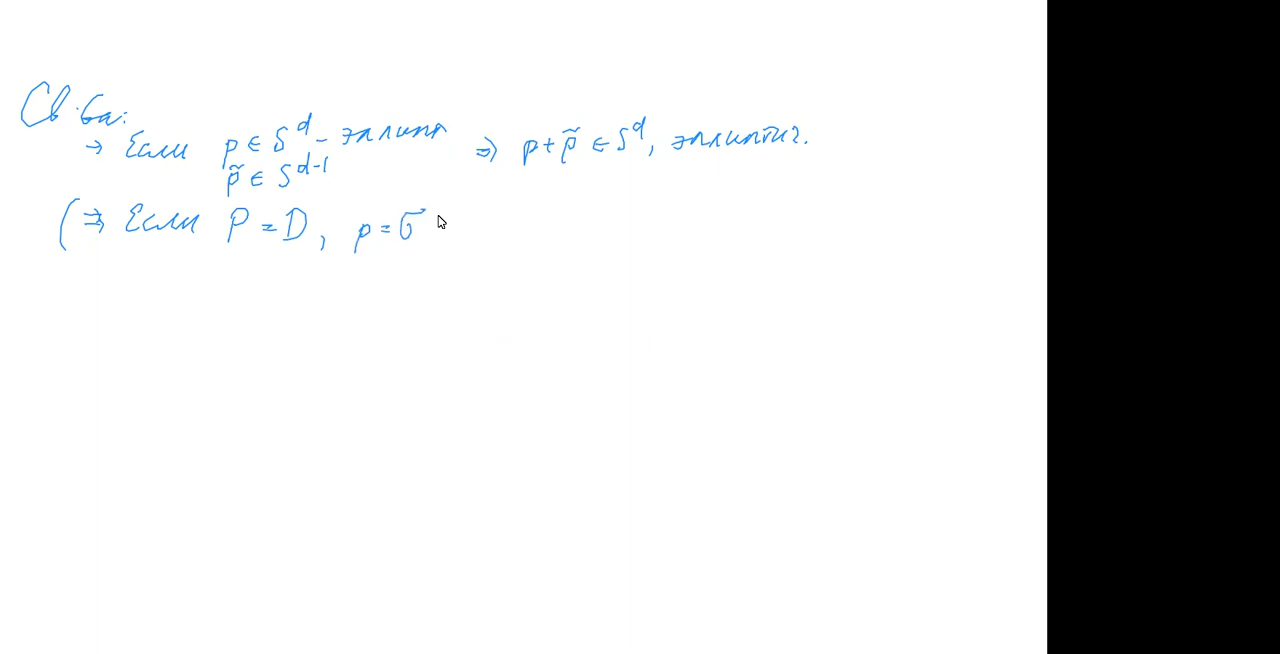 Св-ва:
→ Если p ∈ S^d – эллипт ⇒ p + p̃ ∈ S^d, эллиптич.
p̃ ∈ S^{d-1}
(⇒ Если P = D, p = σ